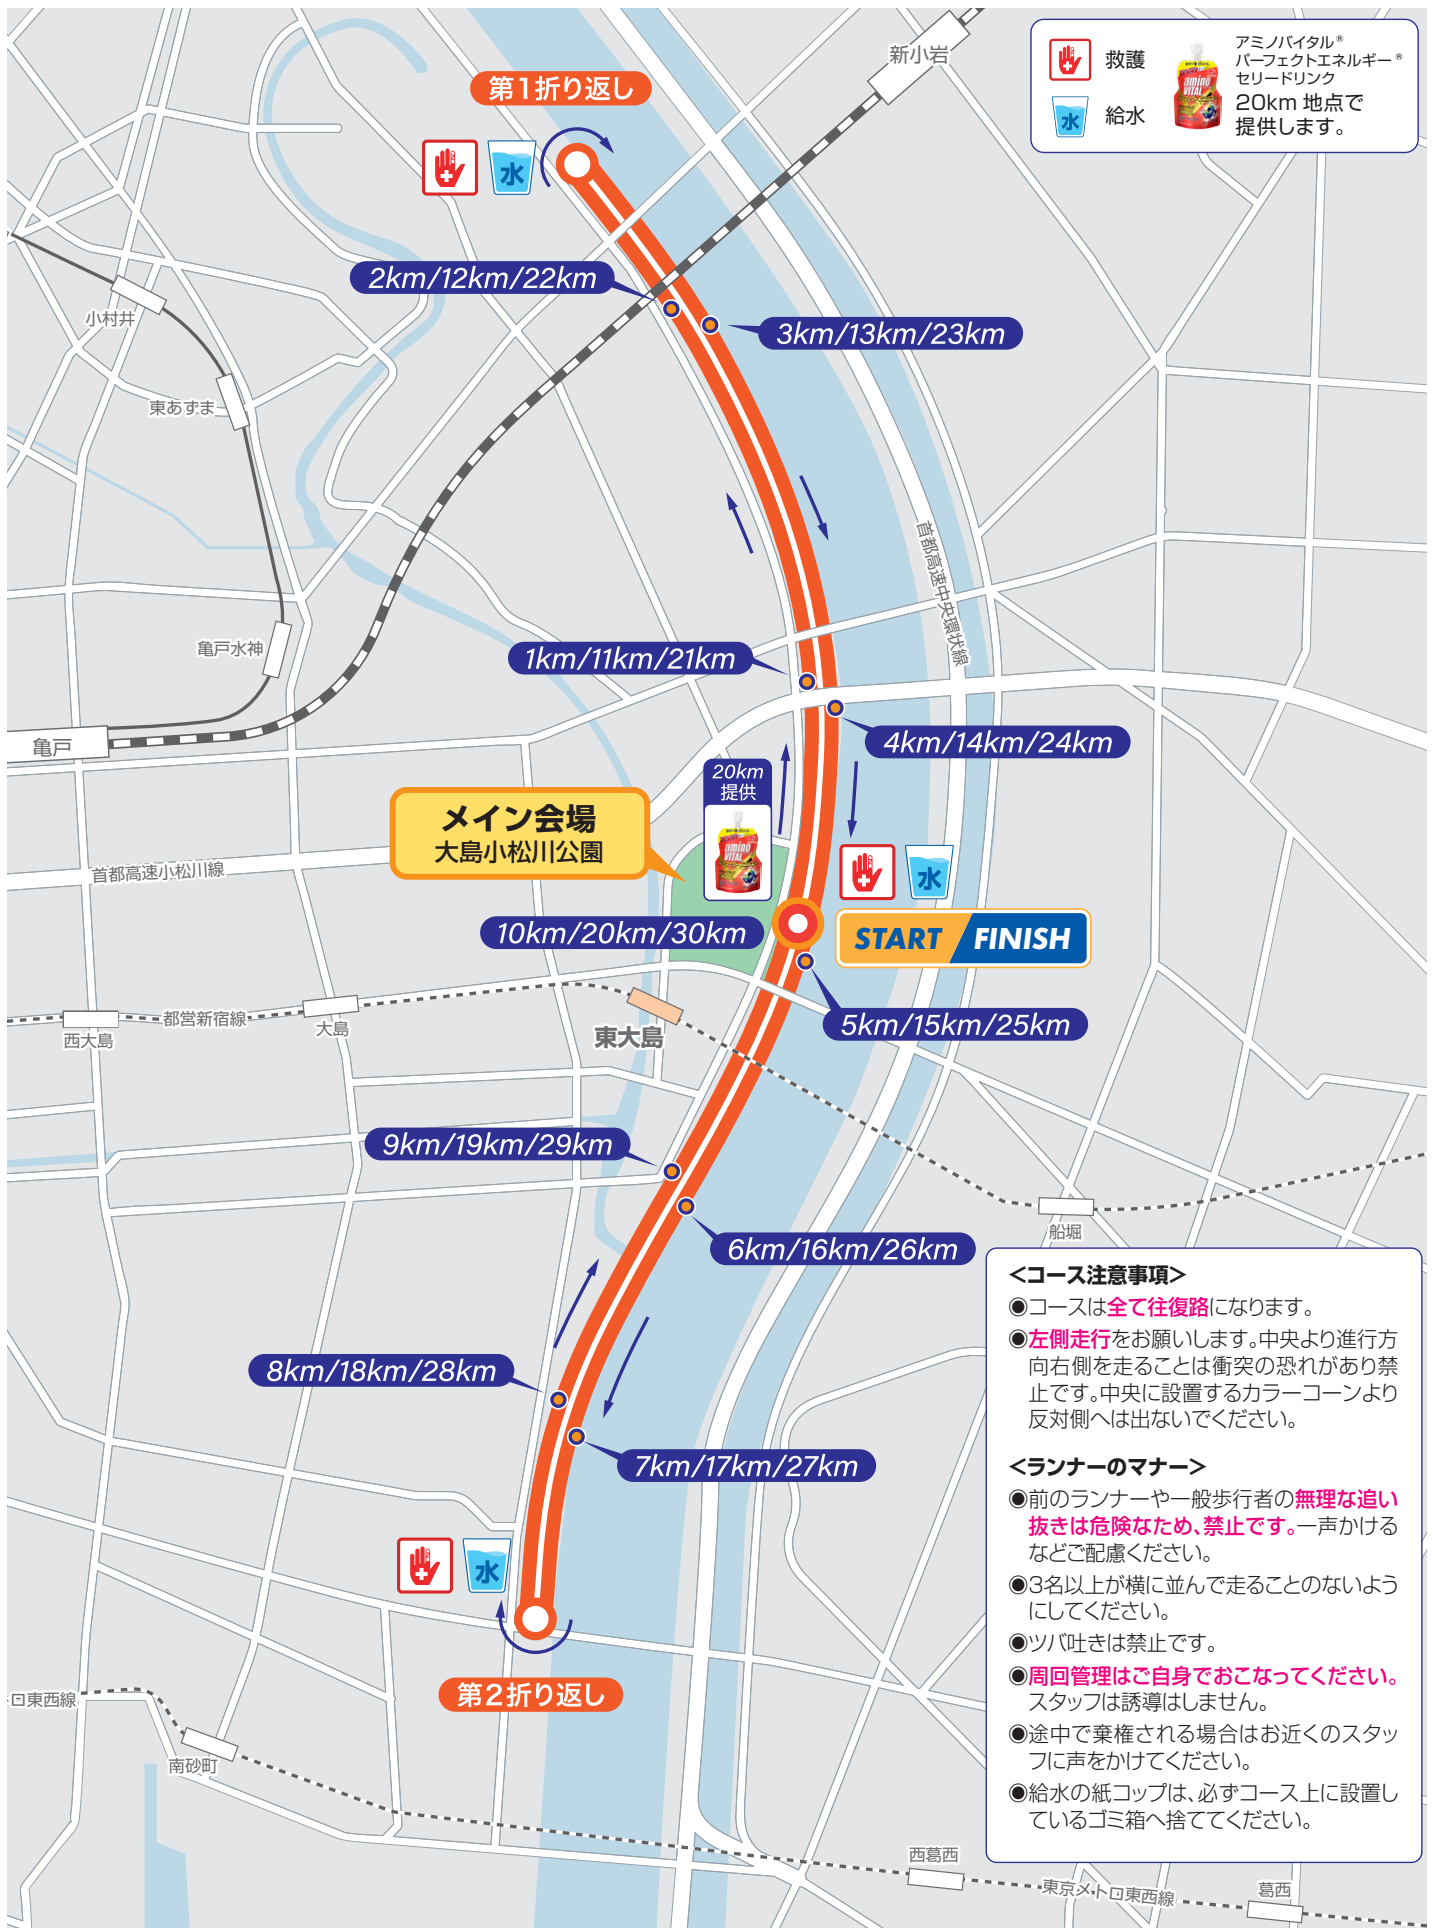 新小岩
救護
水
給水
アミノバイタル®
パーフェクトエネルギー®
ゼリードリンク
20km 地点で
提供します。
第1折り返し
水
2km/12km/22km
3km/13km/23km
小村井
東あずま
首都高速中央環状線
亀戸水神
1km/11km/21km
亀戸
4km/14km/24km
20km
提供
amino
VITAL
メイン会場
大島小松川公園
首都高速小松川線
水
10km/20km/30km
START / FINISH
都営新宿線
西大島
大島
東大島
5km/15km/25km
9km/19km/29km
6km/16km/26km
船堀
8km/18km/28km
7km/17km/27km
水
第2折り返し
ロ東西線
南砂町
西葛西
東京メトロ東西線
葛西
<コース注意事項>
◉コースは全て往復路になります。
◉左側走行をお願いします。中央より進行方
向右側を走ることは衝突の恐れがあり禁
止です。中央に設置するカラーコーンより
反対側へは出ないでください。
<ランナーのマナー>
◉前のランナーや一般歩行者の無理な追い
抜きは危険なため、禁止です。一声かける
などご配慮ください。
◉3名以上が横に並んで走ることのないよう
にしてください。
◉ツバ吐きは禁止です。
◉周回管理はご自身でおこなってください。
スタッフは誘導はしません。
◉途中で棄権される場合はお近くのスタッ
フに声をかけてください。
◉給水の紙コップは、必ずコース上に設置し
ているゴミ箱へ捨ててください。